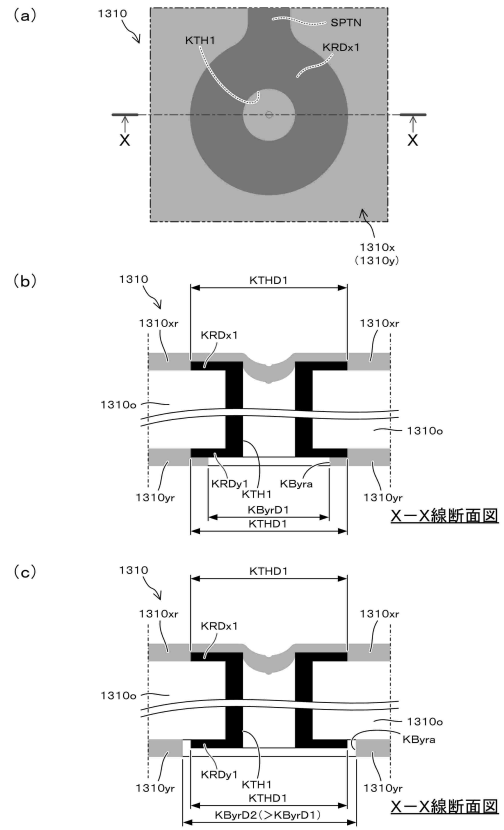 (a)
1310
SPTN
KTH1
KRDx1
X
X
1310x
(1310y)
(b)
1310
KTHD1
1310xr
KRDx1
1310xr
1310o
1310o
KTH1
KRDy1
KByra
1310yr
1310yr
KByrD1
KTHD1
X－X線断面図
(c)
1310
KTHD1
1310xr
KRDx1
1310xr
1310o
1310o
KByra
KTH1
KRDy1
1310yr
1310yr
KTHD1
KByrD2(>KByrD1)
X－X線断面図